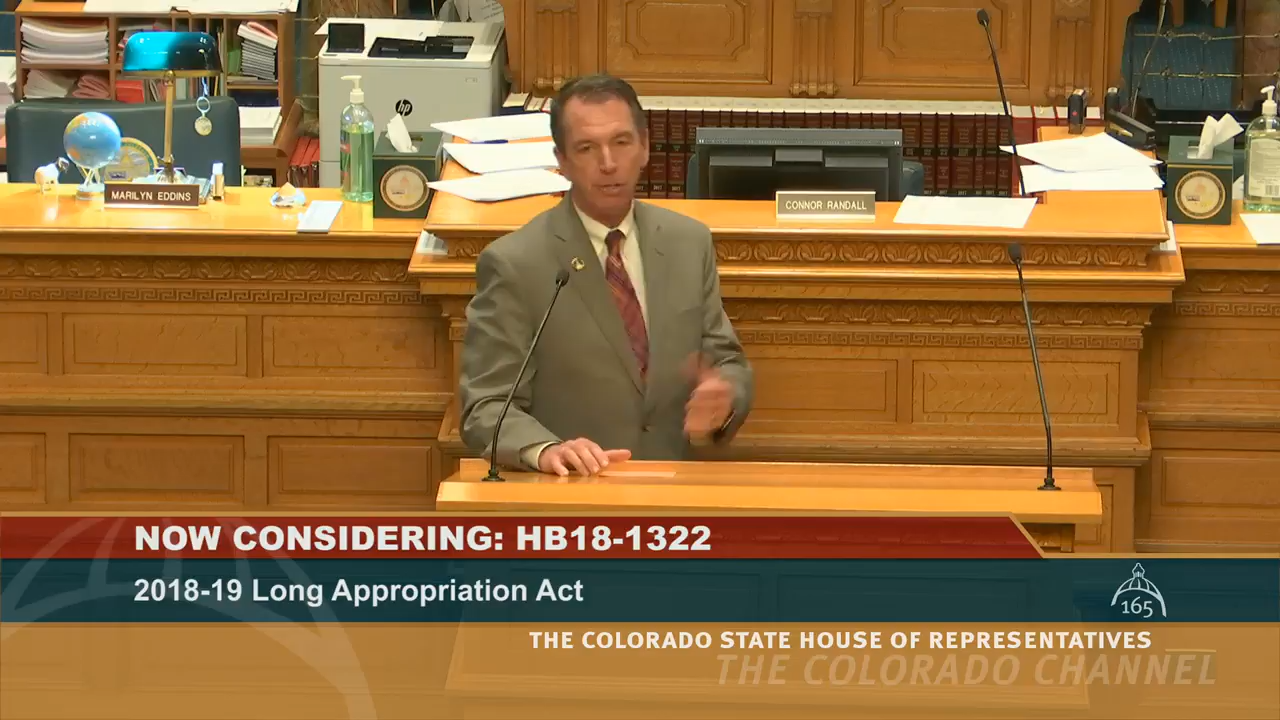 hp
MARILYN EDDINS
CONNOR RANDALL
NOW CONSIDERING: HB18-1322
2018-19 Long Appropriation Act
165
THE COLORADO STATE HOUSE OF REPRESENTATIVES
THE COLORADO CHANNEL